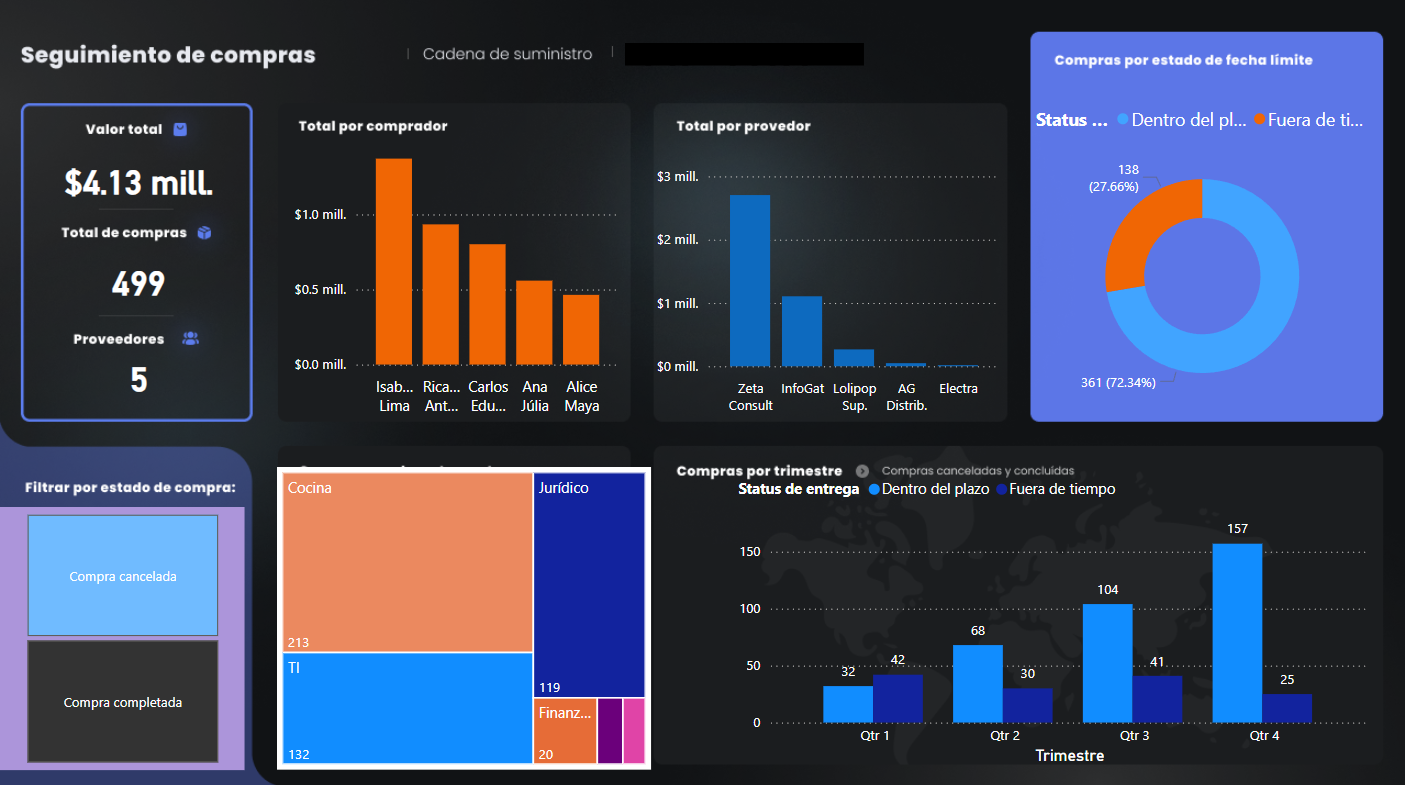 Seguimiento de compras
Cadena de suministro
Valor total
$4.13 mill.
Total de compras
499
Proveedores
5
Total por comprador
$1.0 mill.
$0.5 mill.
$0.0 mill.
Isab... Lima
Rica... Ant...
Carlos Edu...
Ana Júlia
Alice Maya
Total por provedor
$3 mill.
$2 mill.
$1 mill.
$0 mill.
Zeta Consult
InfoGat
Lolipop Sup.
AG Distrib.
Electra
Compras por estado de fecha límite
Status ... Dentro del pl... Fuera de ti...
138 (27.66%)
361 (72.34%)
Filtrar por estado de compra:
Compra cancelada
Compra completada
Cocina
213
TI
132
Jurídico
119
Finanz...
20
Compras por trimestre
Compras canceladas y concluídas
Status de entrega Dentro del plazo Fuera de tiempo
150
100
50
0
32
42
68
30
104
41
157
25
Qtr 1
Qtr 2
Qtr 3
Qtr 4
Trimestre